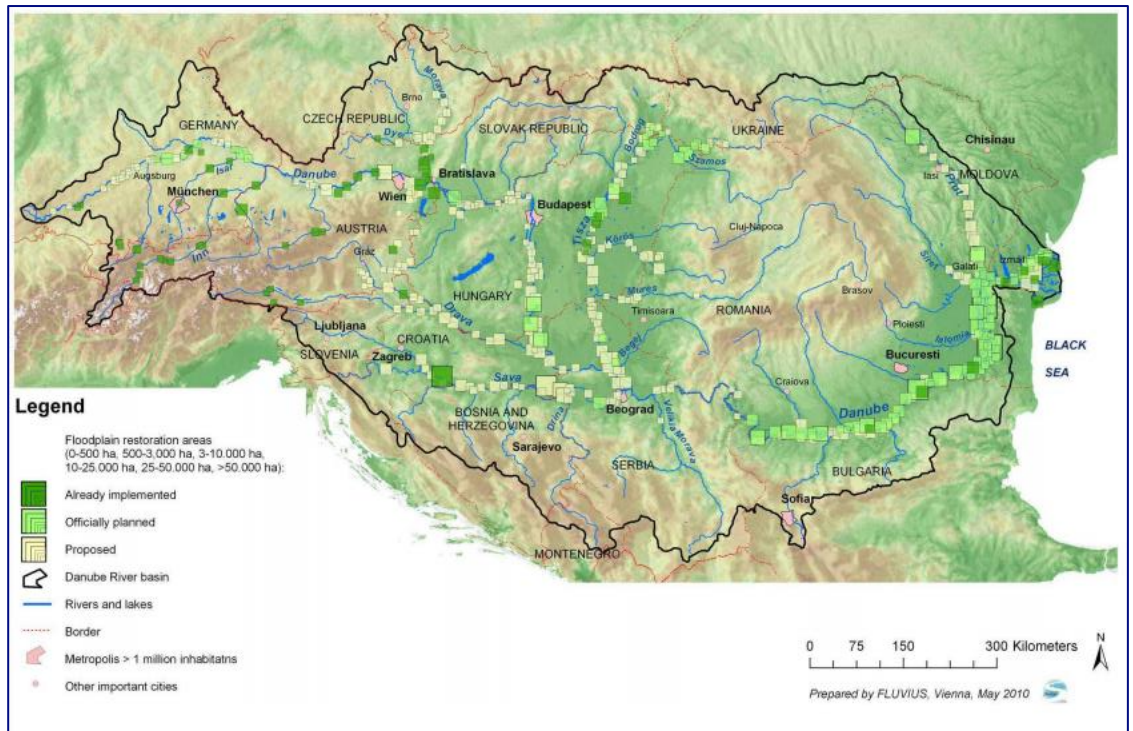 Morava
Brno
GERMANY
CZECH REPUBLIC
SLOVAK REPUBLIC
Dye
Bodrog
UKRAINE
Szamos
Chisinau
Augsburg
Isar
Danube
Bratislava
Iasi
Prut
MOLDOVA
München
Wien
Budapest
Tisza
Inn
AUSTRIA
Graz
Körös
Cluj-Napoca
Siret
Galati
Izmail
HUNGARY
Mures
Brasov
Drava
Timisoara
ROMANIA
Ploiesti
Ialomia
Ljubljana
CROATIA
Begej
SLOVENIA
Zagreb
Bucuresti
BLACK
SEA
Sava
Craiova
Beograd
Danube
BOSNIA AND
HERZEGOVINA
Drina
Velika Morava
Sarajevo
SERBIA
BULGARIA
Sofia
MONTENEGRO
Legend
Floodplain restoration areas
(0-500 ha, 500-3,000 ha, 3-10.000 ha,
10-25.000 ha, 25-50.000 ha, >50.000 ha):
Already implemented
Officially planned
Proposed
Danube River basin
Rivers and lakes
Border
Metropolis > 1 million inhabitatns
Other important cities
0 75 150 300 Kilometers
N
Prepared by FLUVIUS, Vienna, May 2010